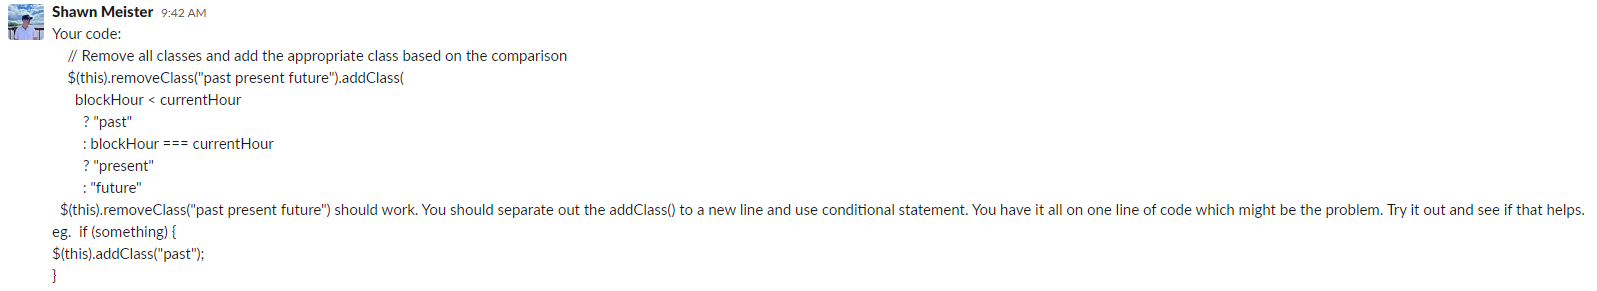 Shawn Meister 9:42 AM
Your code:
// Remove all classes and add the appropriate class based on the comparison
$(this).removeClass("past present future").addClass(
blockHour < currentHour
? "past"
: blockHour === currentHour
? "present"
: "future"
$(this).removeClass("past present future") should work. You should separate out the addClass() to a new line and use conditional statement. You have it all on one line of code which might be the problem. Try it out and see if that helps.
eg.  if (something) {
$(this).addClass("past");
}